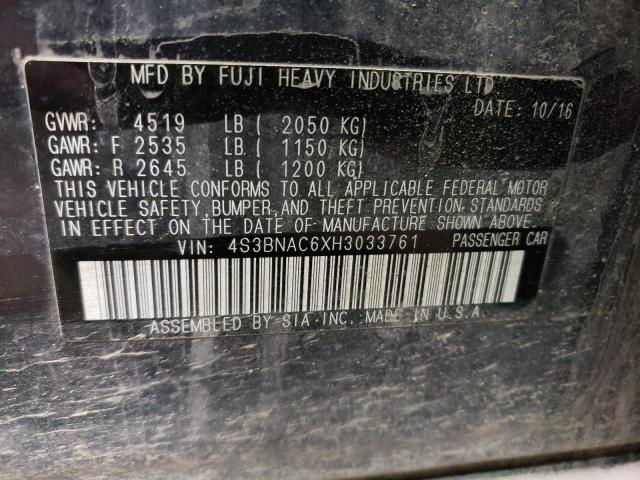 MFD BY FUJI HEAVY INDUSTRIES LTD
DATE: 10/16
GVWR: 4519 LB ( 2050 KG)
GAWR: F 2535 LB ( 1150 KG)
GAWR: R 2645 LB ( 1200 KG)
THIS VEHICLE CONFORMS TO ALL APPLICABLE FEDERAL MOTOR
VEHICLE SAFETY, BUMPER, AND THEFT PREVENTION STANDARDS
IN EFFECT ON THE DATE OF MANUFACTURE SHOWN ABOVE.
VIN: 4S3BNAC6XH3033761 PASSENGER CAR
ASSEMBLED BY SIA INC. MADE IN U.S.A.